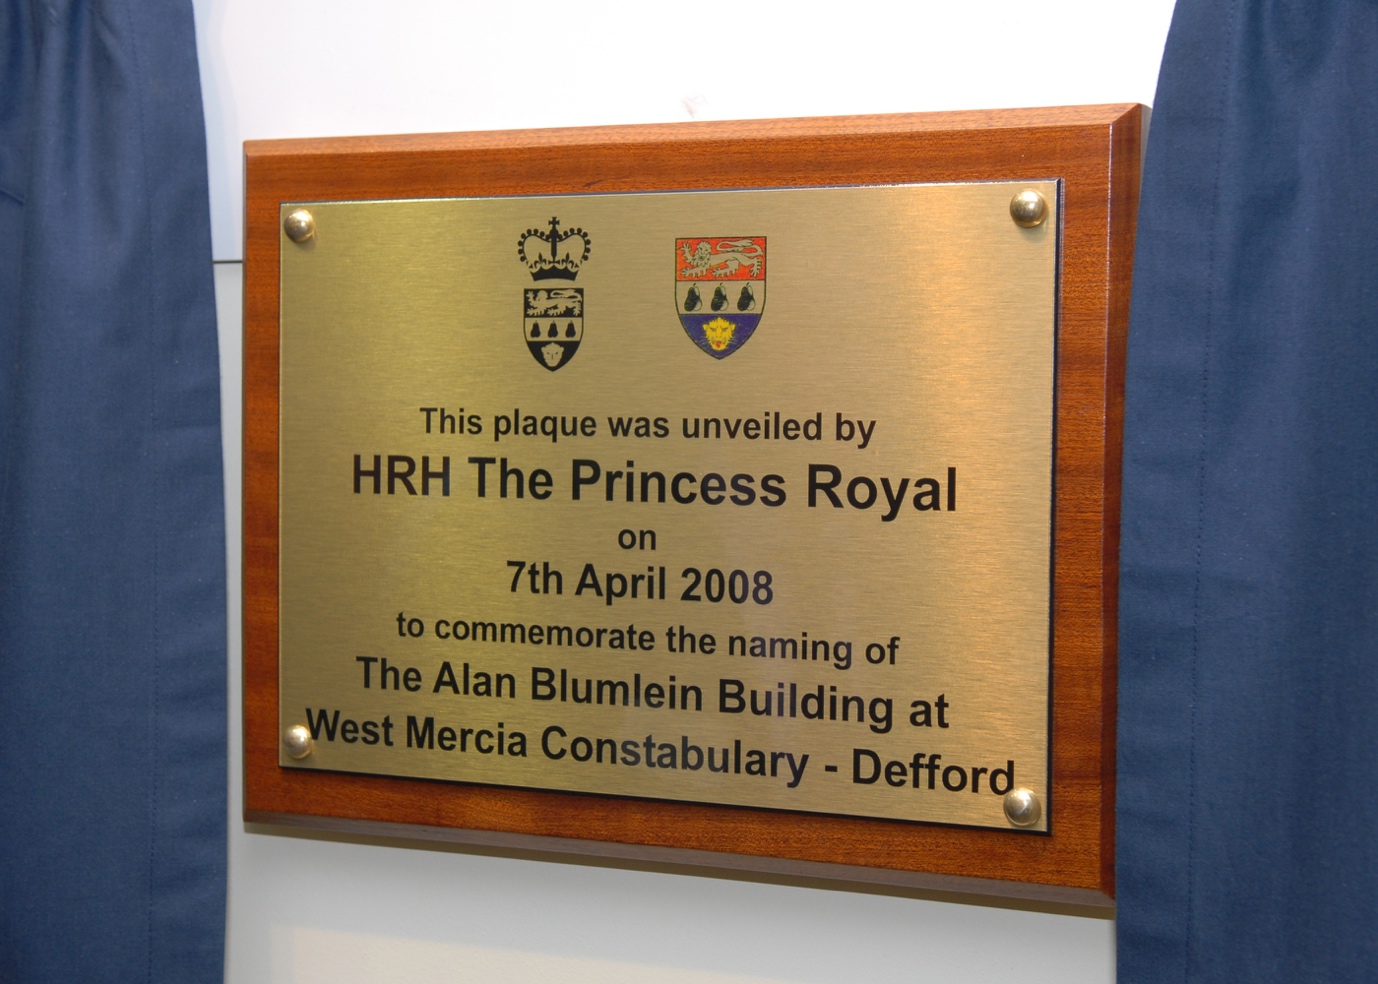 This plaque was unveiled by
HRH The Princess Royal
on
7th April 2008
to commemorate the naming of
The Alan Blumlein Building at
West Mercia Constabulary - Defford